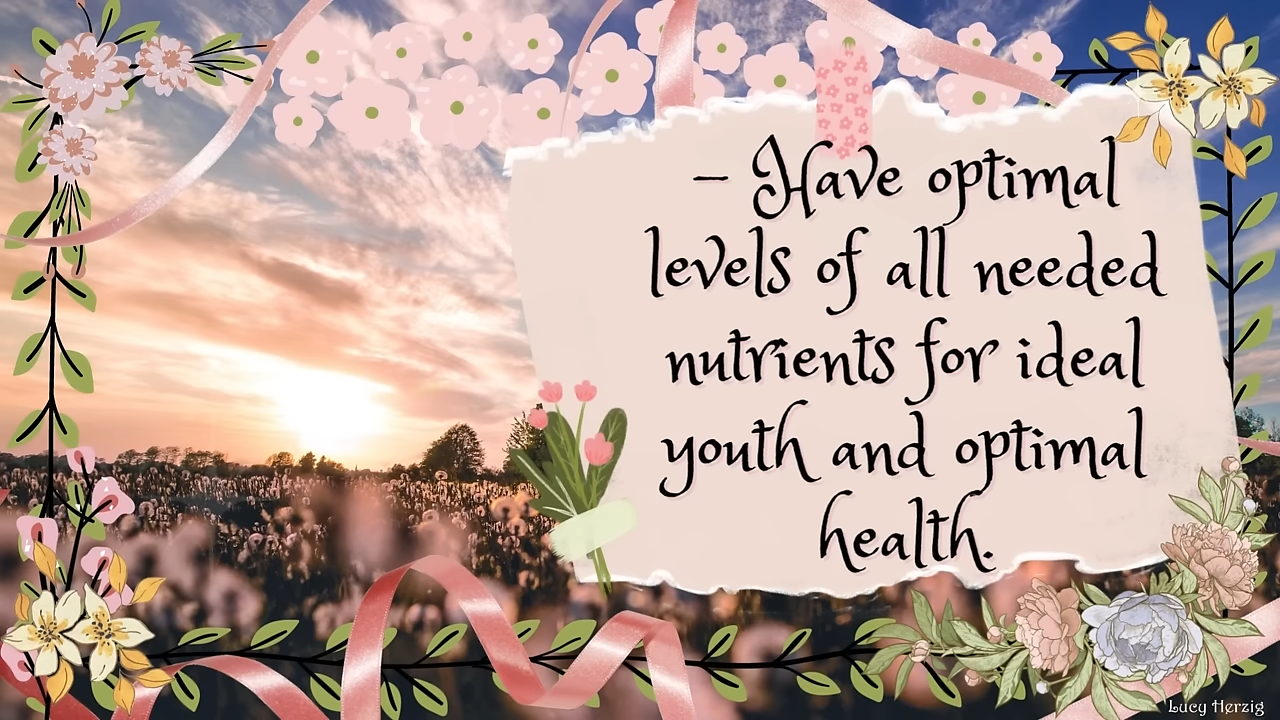 – Have optimal
levels of all needed
nutrients for ideal
youth and optimal
health.
Lucy Herzig